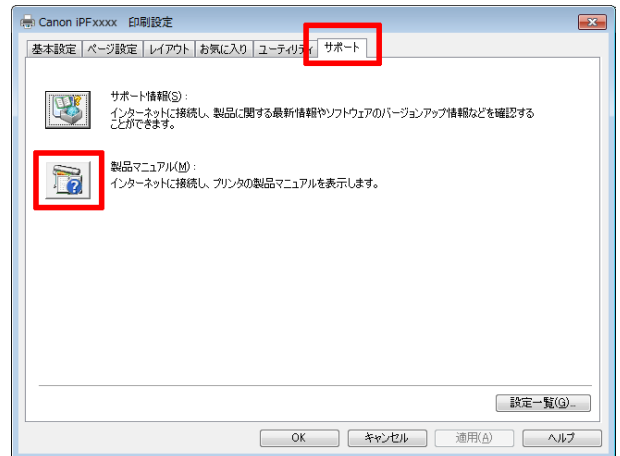 Canon iPFxxxx 印刷設定
基本設定 ページ設定 レイアウト お気に入り ユーティリティ サポート
サポート情報(S) :
インターネットに接続し、製品に関する最新情報やソフトウェアのバージョンアップ情報などを確認する
ことができます。
製品マニュアル(M) :
インターネットに接続し、プリンタの製品マニュアルを表示します。
設定一覧(G)...
OK キャンセル 適用(A) ヘルプ